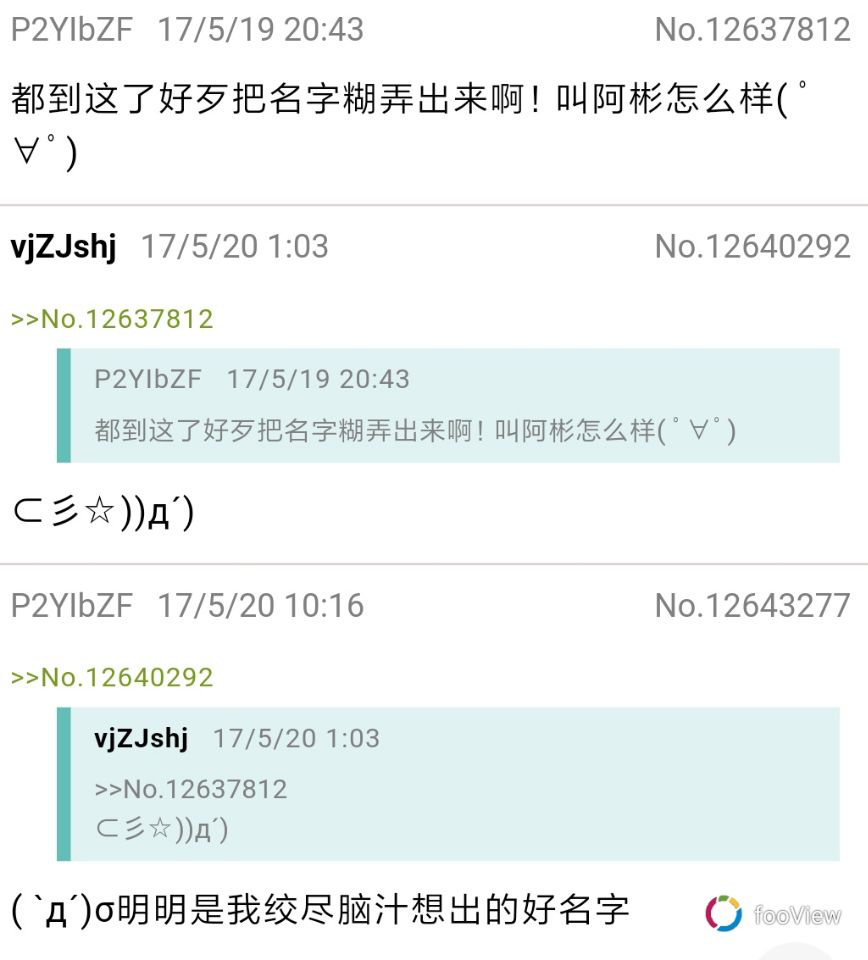 P2YIbZF 17/5/19 20:43 No.12637812
都到这了好歹把名字糊弄出来啊！叫阿彬怎么样( ﾟ
∀ﾟ)
vjZJshj 17/5/20 1:03 No.12640292
>>No.12637812
P2YIbZF 17/5/19 20:43
都到这了好歹把名字糊弄出来啊！叫阿彬怎么样( ﾟ∀ﾟ)
⊂彡☆))д´)
P2YIbZF 17/5/20 10:16 No.12643277
>>No.12640292
vjZJshj 17/5/20 1:03
>>No.12637812
⊂彡☆))д´)
( `д´)σ明明是我绞尽脑汁想出的好名字
fooView